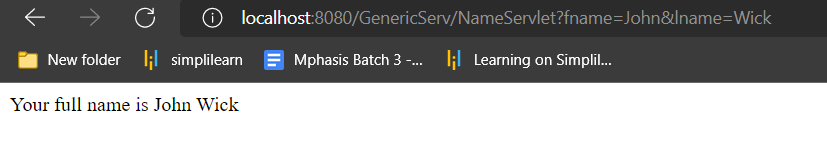 localhost:8080/GenericServ/NameServlet?fname=John&lname=Wick
New folder simplilearn Mphasis Batch 3 -... Learning on Simplil...
Your full name is John Wick